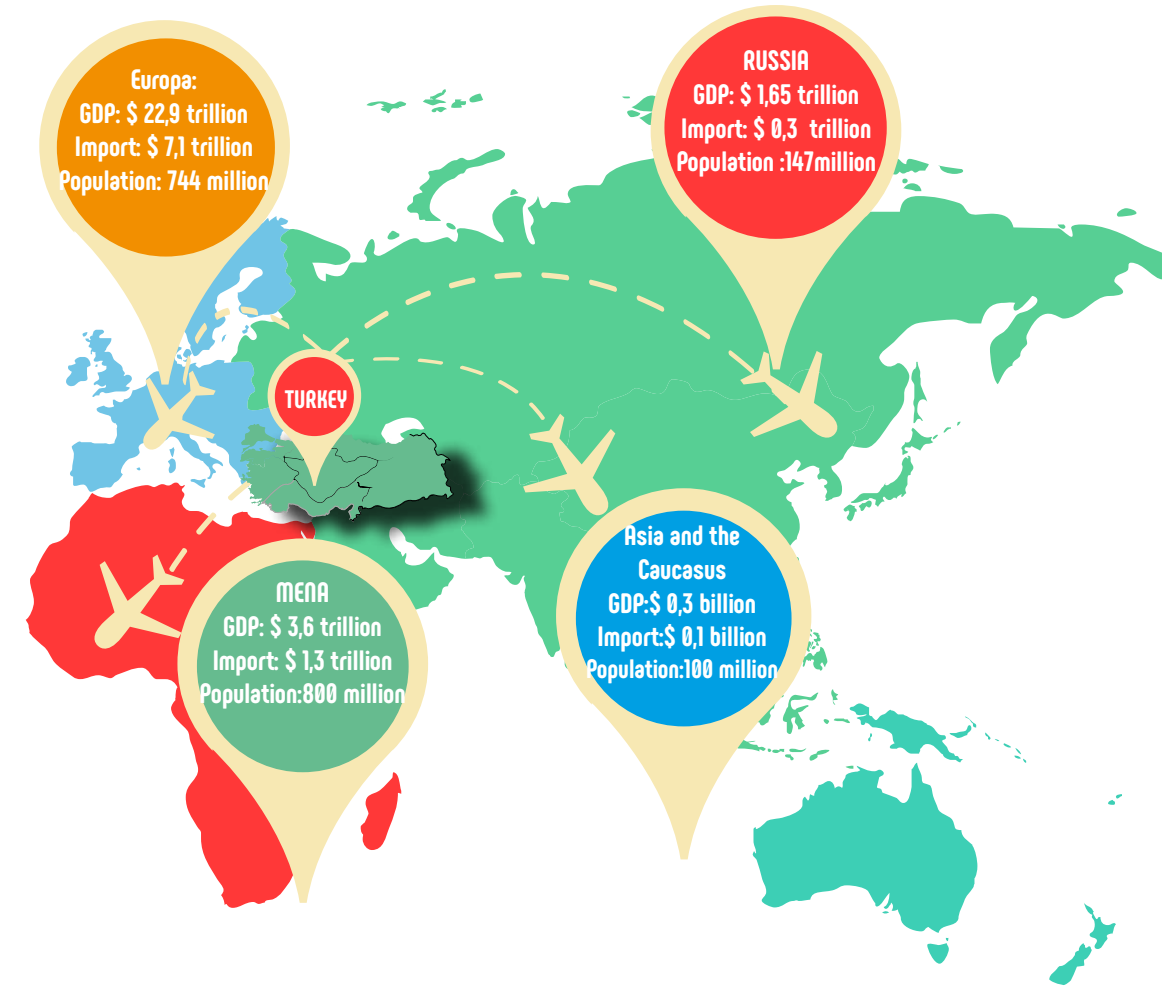 Europa:
GDP: $ 22,9 trillion
Import: $ 7,1 trillion
Population: 744 million
RUSSIA
GDP: $ 1,65 trillion
Import: $ 0,3 trillion
Population :147million
TURKEY
MENA
GDP: $ 3,6 trillion
Import: $ 1,3 trillion
Population:800 million
Asia and the
Caucasus
GDP:$ 0,3 billion
Import:$ 0,1 billion
Population:100 million